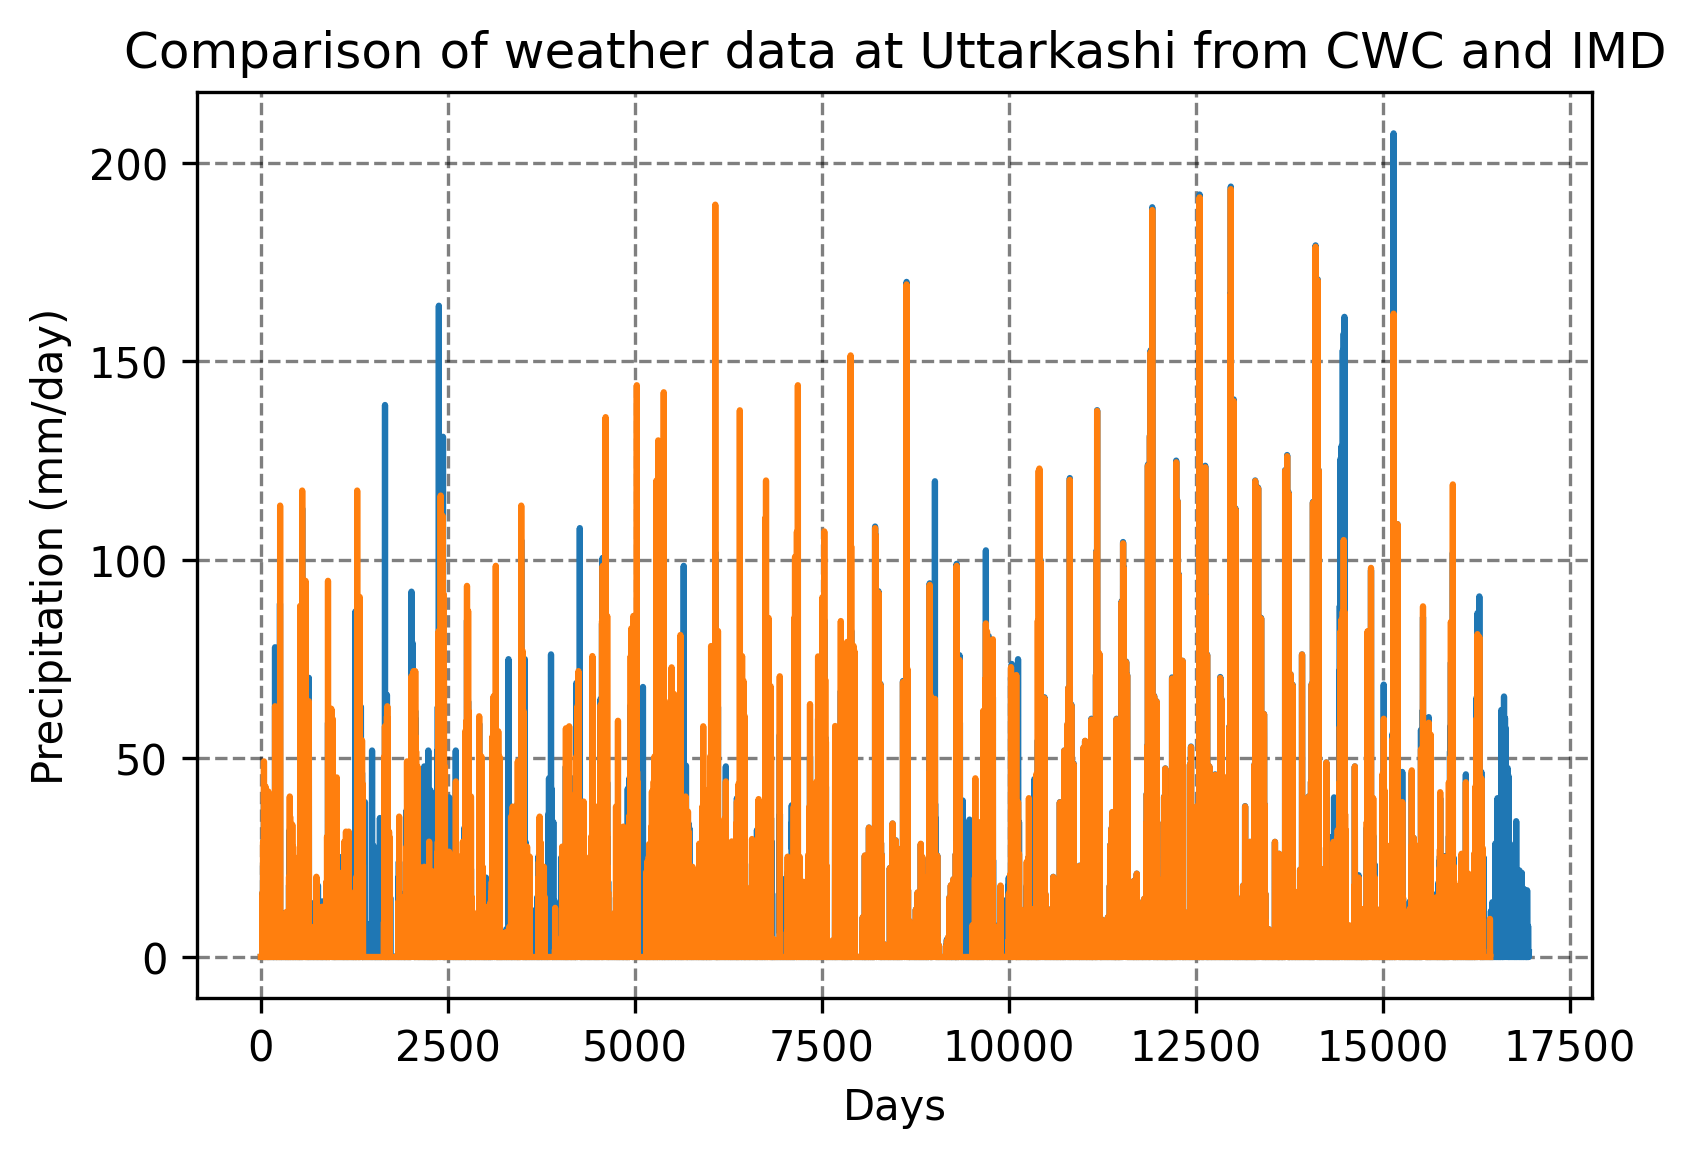 Comparison of weather data at Uttarkashi from CWC and IMD
Precipitation (mm/day)
200
150
100
50
0
0 2500 5000 7500 10000 12500 15000 17500
Days